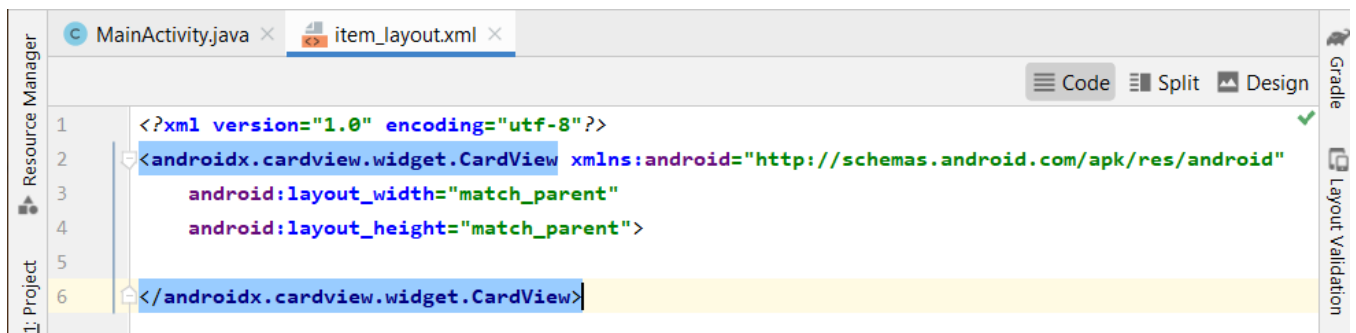 MainActivity.java
item_layout.xml
Code
Split
Design
Resource Manager
1: Project
Gradle
Layout Validation
1 <?xml version="1.0" encoding="utf-8"?>
2 <androidx.cardview.widget.CardView xmlns:android="http://schemas.android.com/apk/res/android"
3 android:layout_width="match_parent"
4 android:layout_height="match_parent">
5
6 </androidx.cardview.widget.CardView>